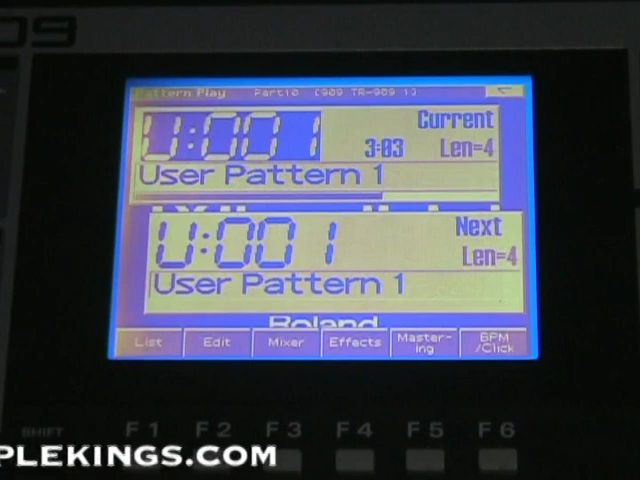 09
Pattern Play Part10 [909 TR-909 1]
U:001 Current
3:03 Len=4
User Pattern 1
U:001 Next
Len=4
User Pattern 1
Roland
List Edit Mixer Effects Master-ing BPM/Click
SHIFT F1 F2 F3 F4 F5 F6
PLEKINGS.COM